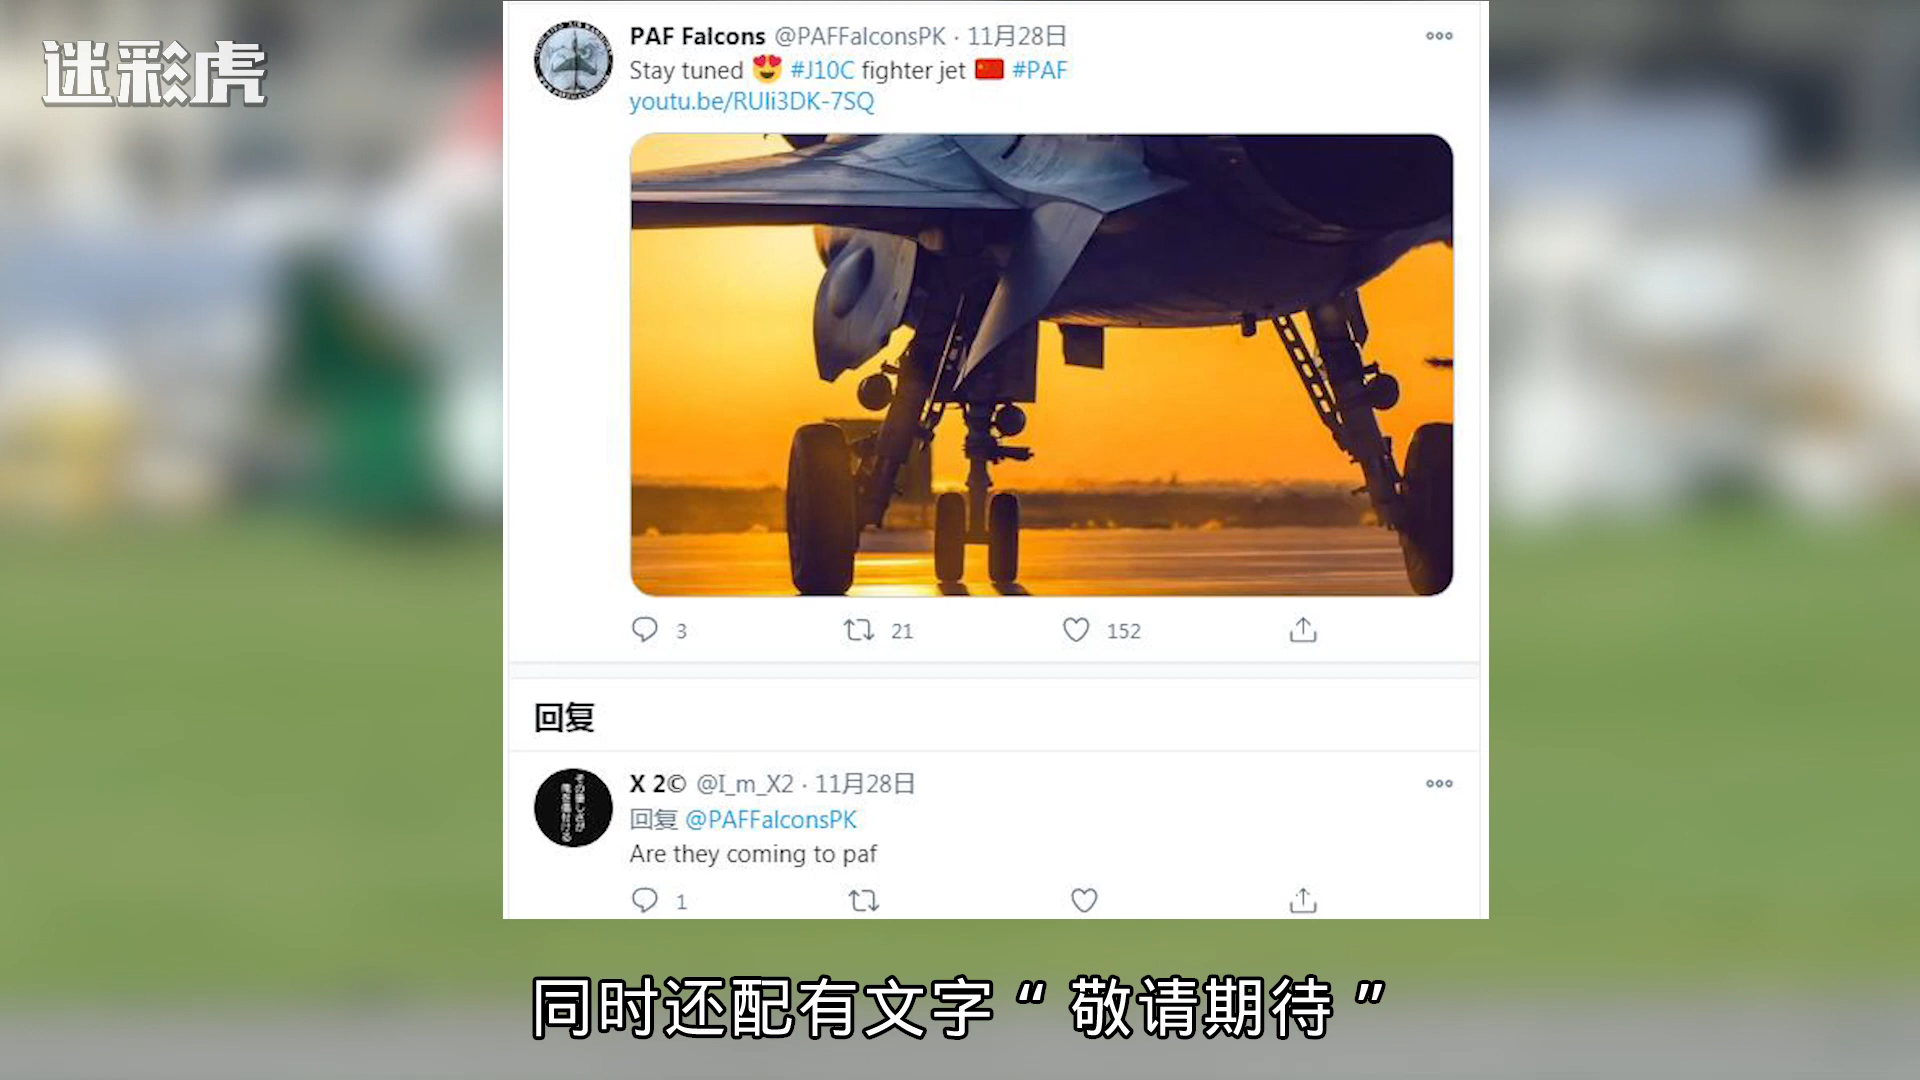 迷彩虎
PAF Falcons @PAFFalconsPK · 11月28日
Stay tuned 😍 #J10C fighter jet 🇨🇳 #PAF
youtu.be/RUIi3DK-7SQ
3 21 152
回复
X 2© @I_m_X2 · 11月28日
回复 @PAFFalconsPK
Are they coming to paf
1
同时还配有文字“敬请期待”